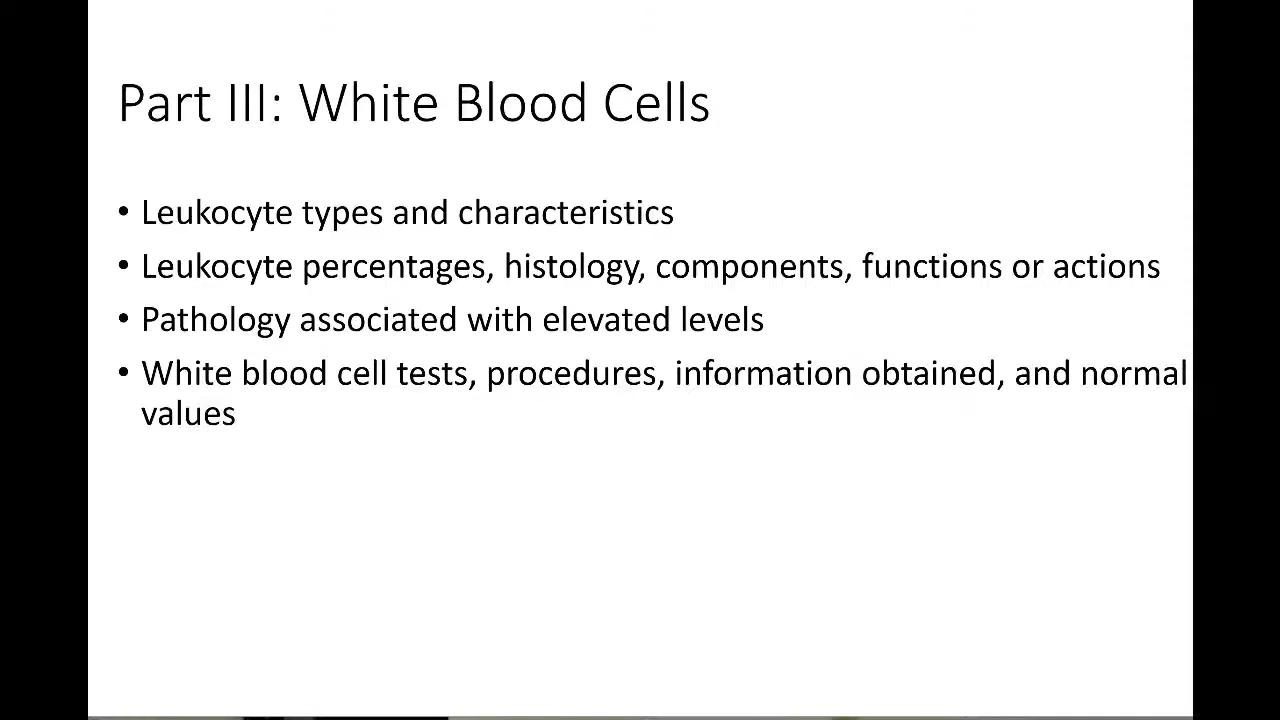 Part III: White Blood Cells
• Leukocyte types and characteristics
• Leukocyte percentages, histology, components, functions or actions
• Pathology associated with elevated levels
• White blood cell tests, procedures, information obtained, and normal
values